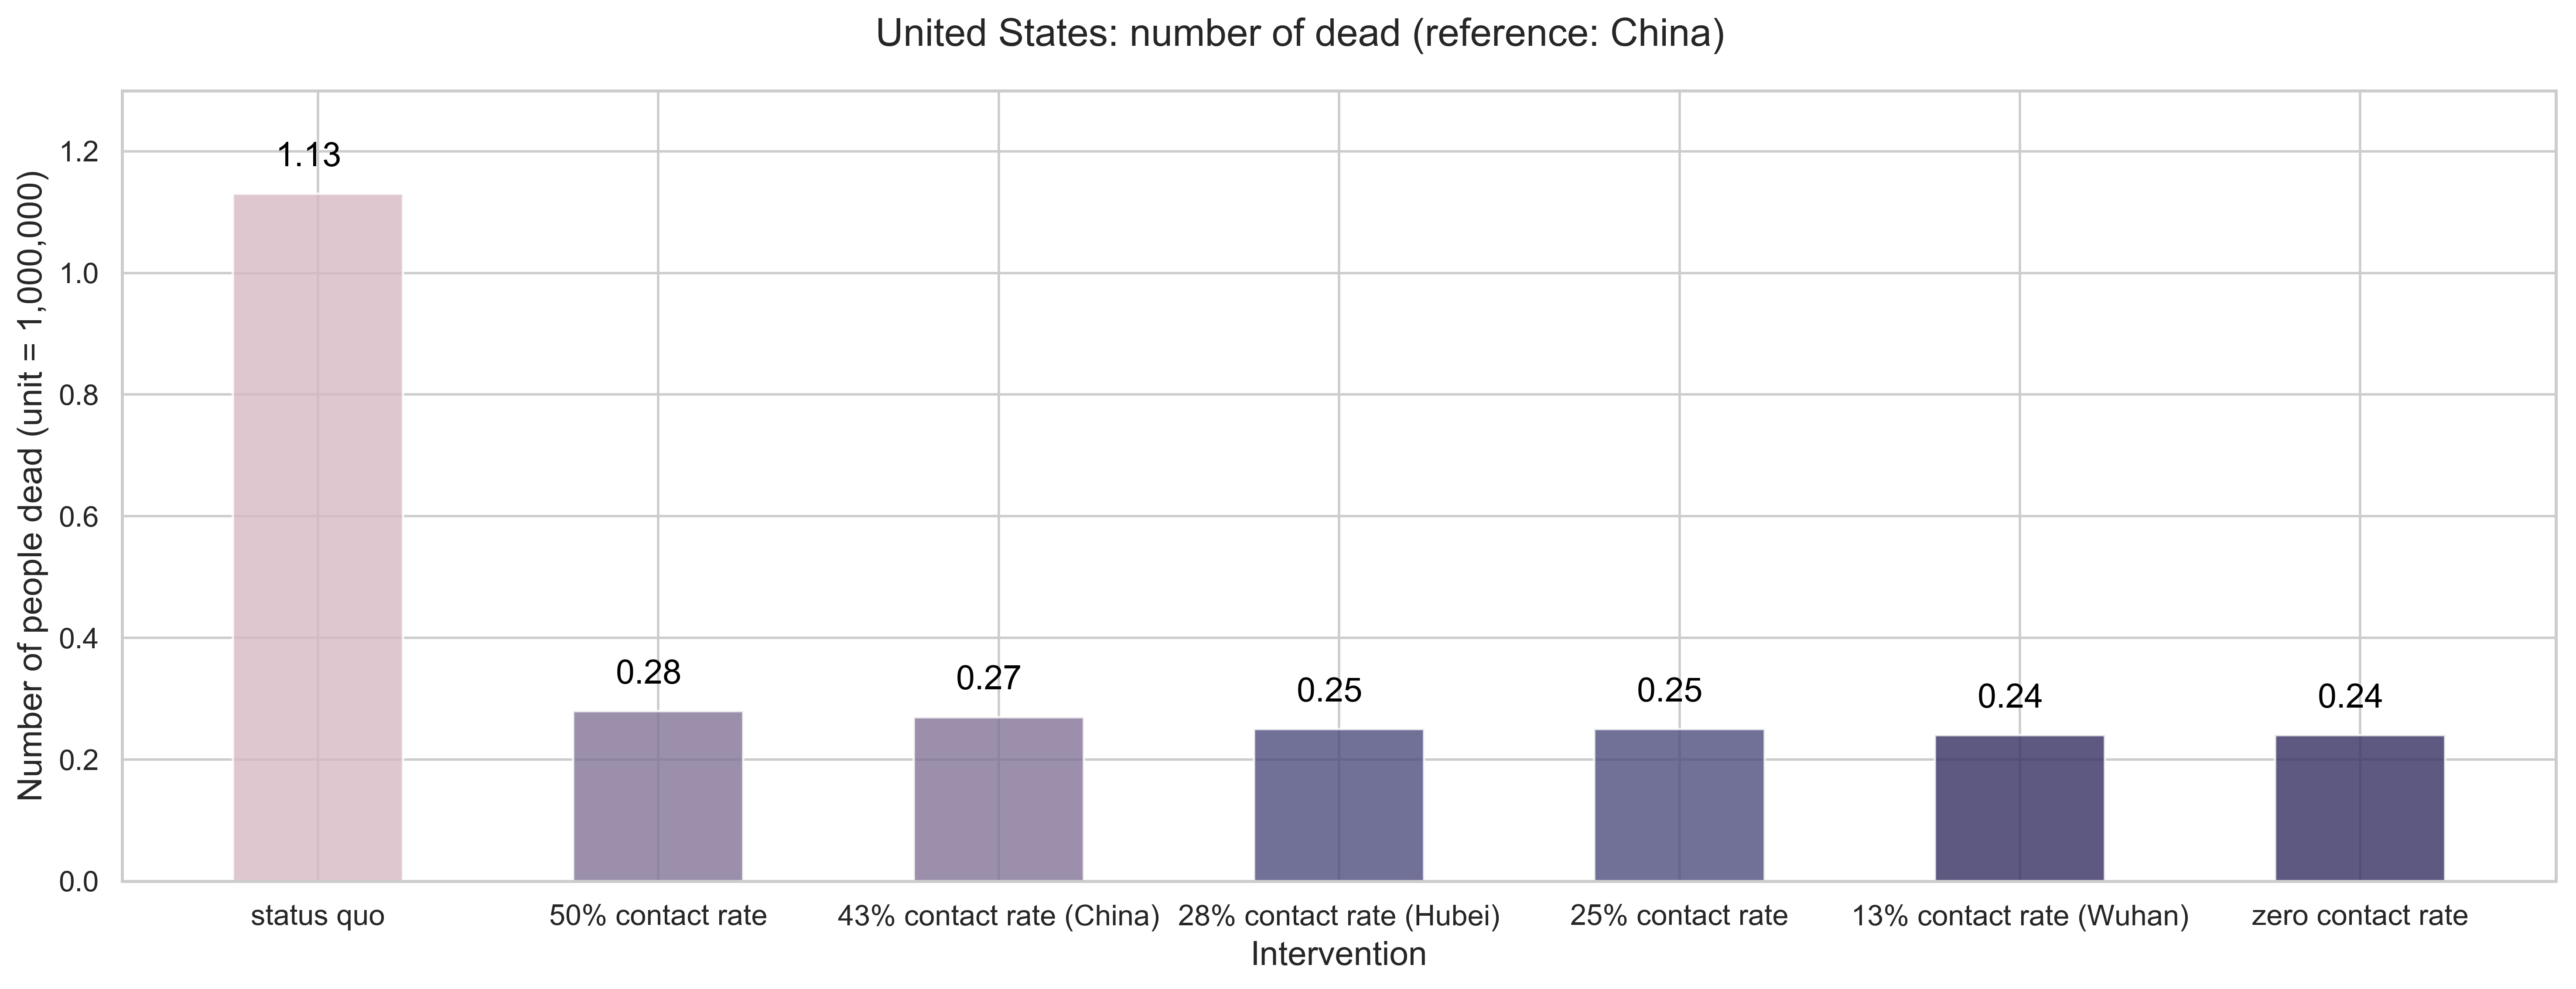 United States: number of dead (reference: China)
Number of people dead (unit = 1,000,000)
1.2
1.0
0.8
0.6
0.4
0.2
0.0
1.13
0.28
0.27
0.25
0.25
0.24
0.24
status quo
50% contact rate
43% contact rate (China)
28% contact rate (Hubei)
25% contact rate
13% contact rate (Wuhan)
zero contact rate
Intervention